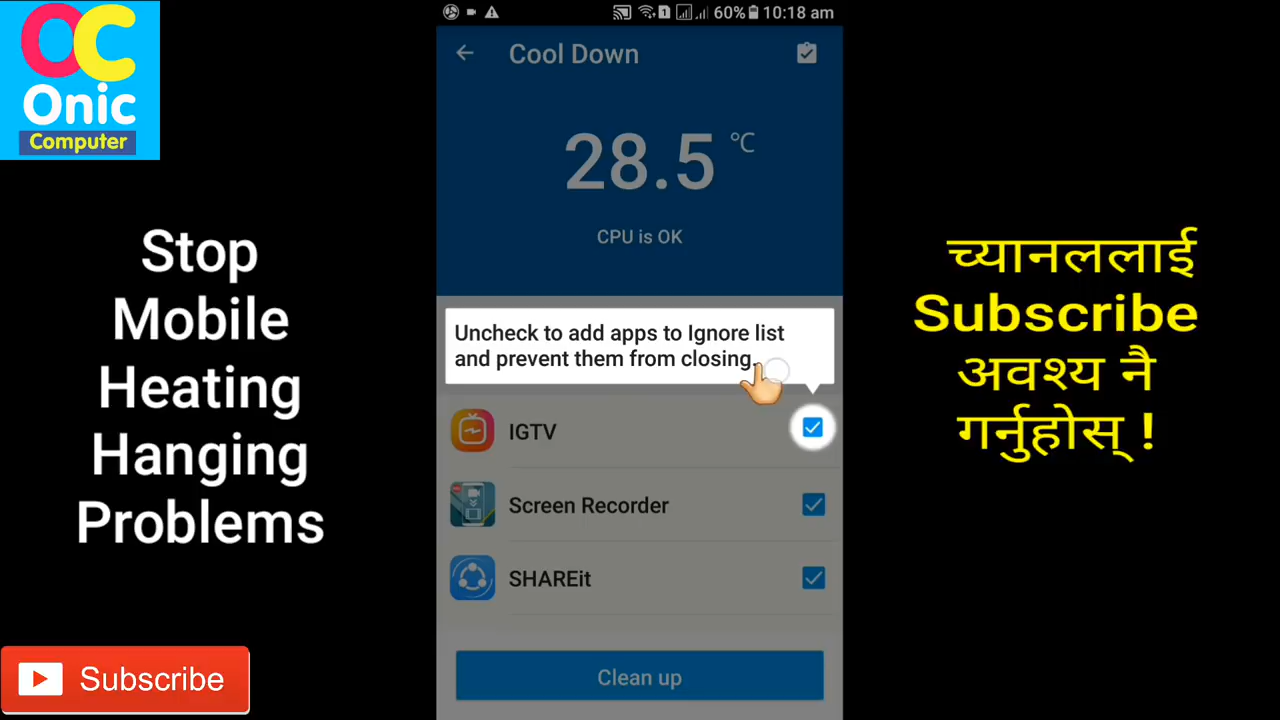 OC
Onic
Computer
Stop
Mobile
Heating
Hanging
Problems
Subscribe
1
60%
10:18 am
Cool Down
28.5 °C
CPU is OK
Uncheck to add apps to Ignore list
and prevent them from closing.
IGTV
Screen Recorder
SHAREit
Clean up
च्यानललाई
Subscribe
अवश्य नै
गर्नुहोस् !